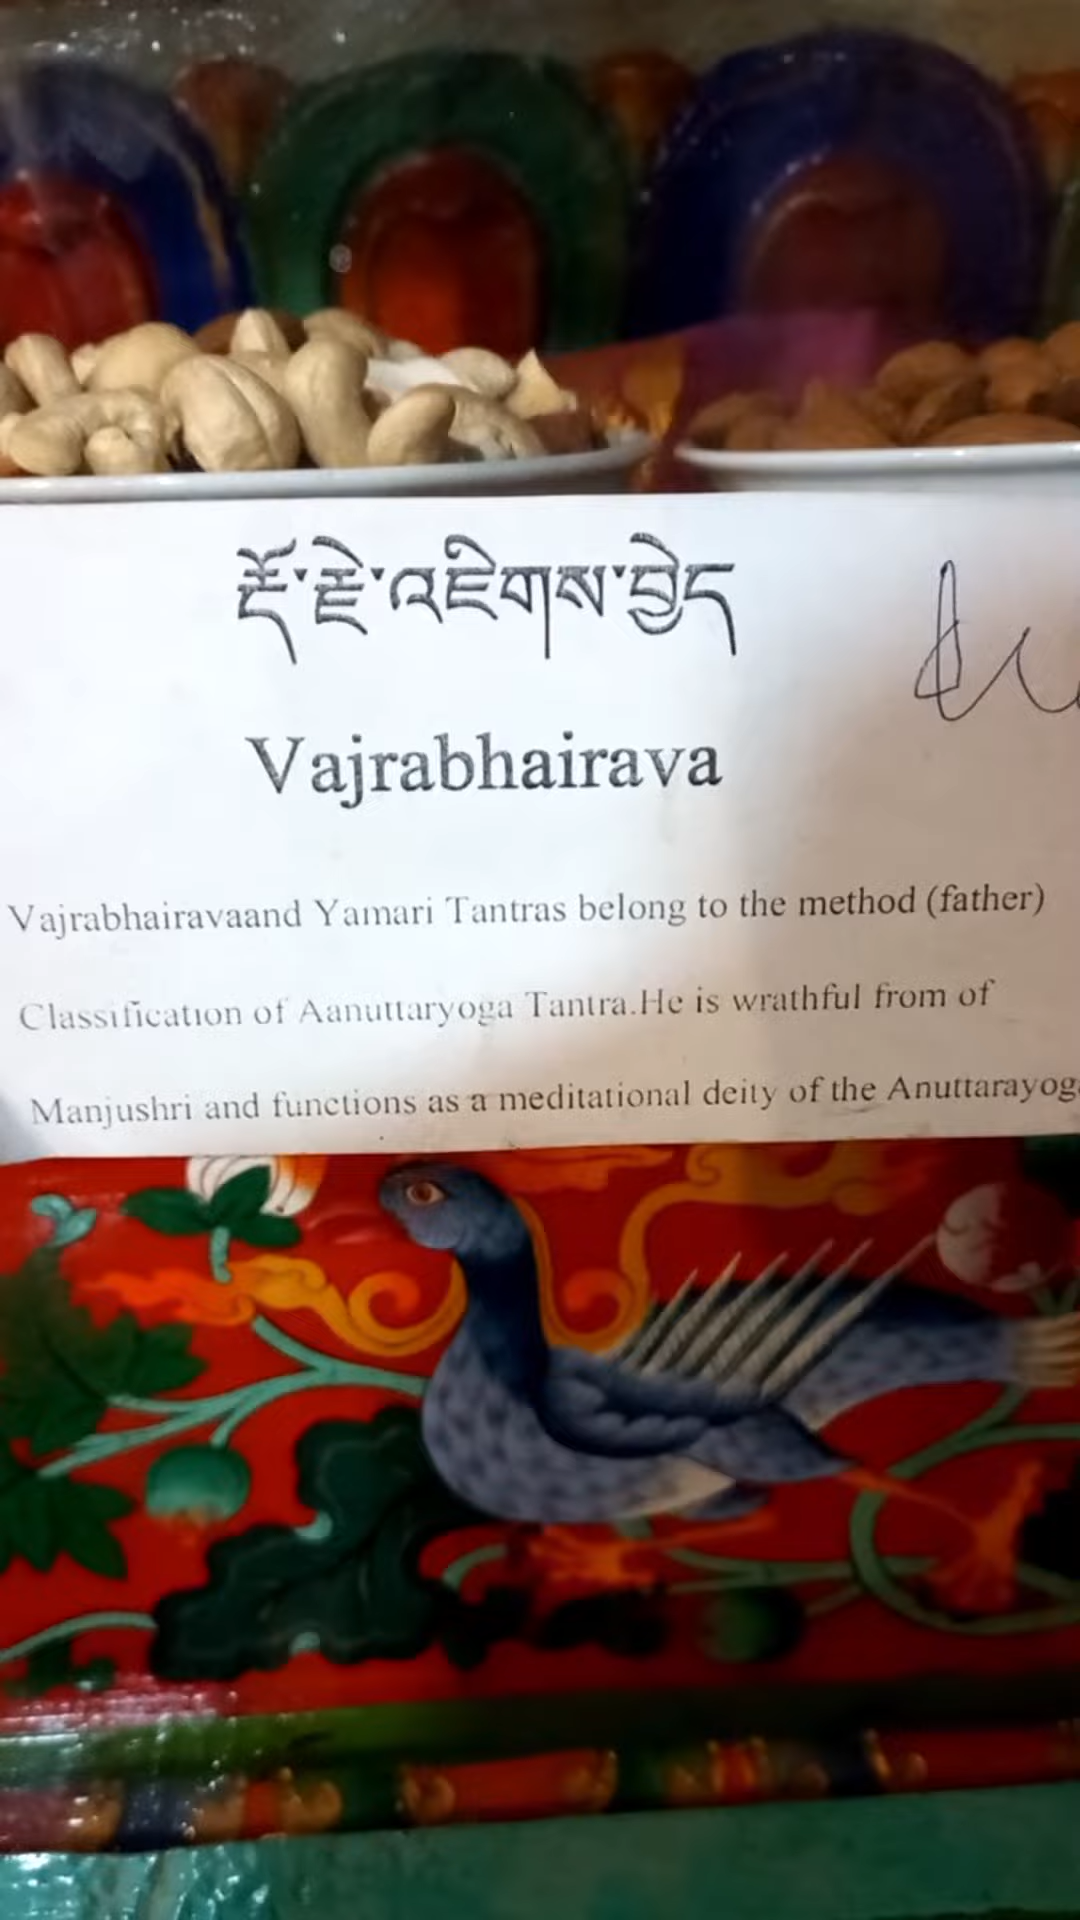 རྡོ་རྗེ་འཇིགས་བྱེད
Vajrabhairava
Vajrabhairavaand Yamari Tantras belong to the method (father)
Classification of Aanuttaryoga Tantra.He is wrathful from of
Manjushri and functions as a meditational deity of the Anuttarayoga